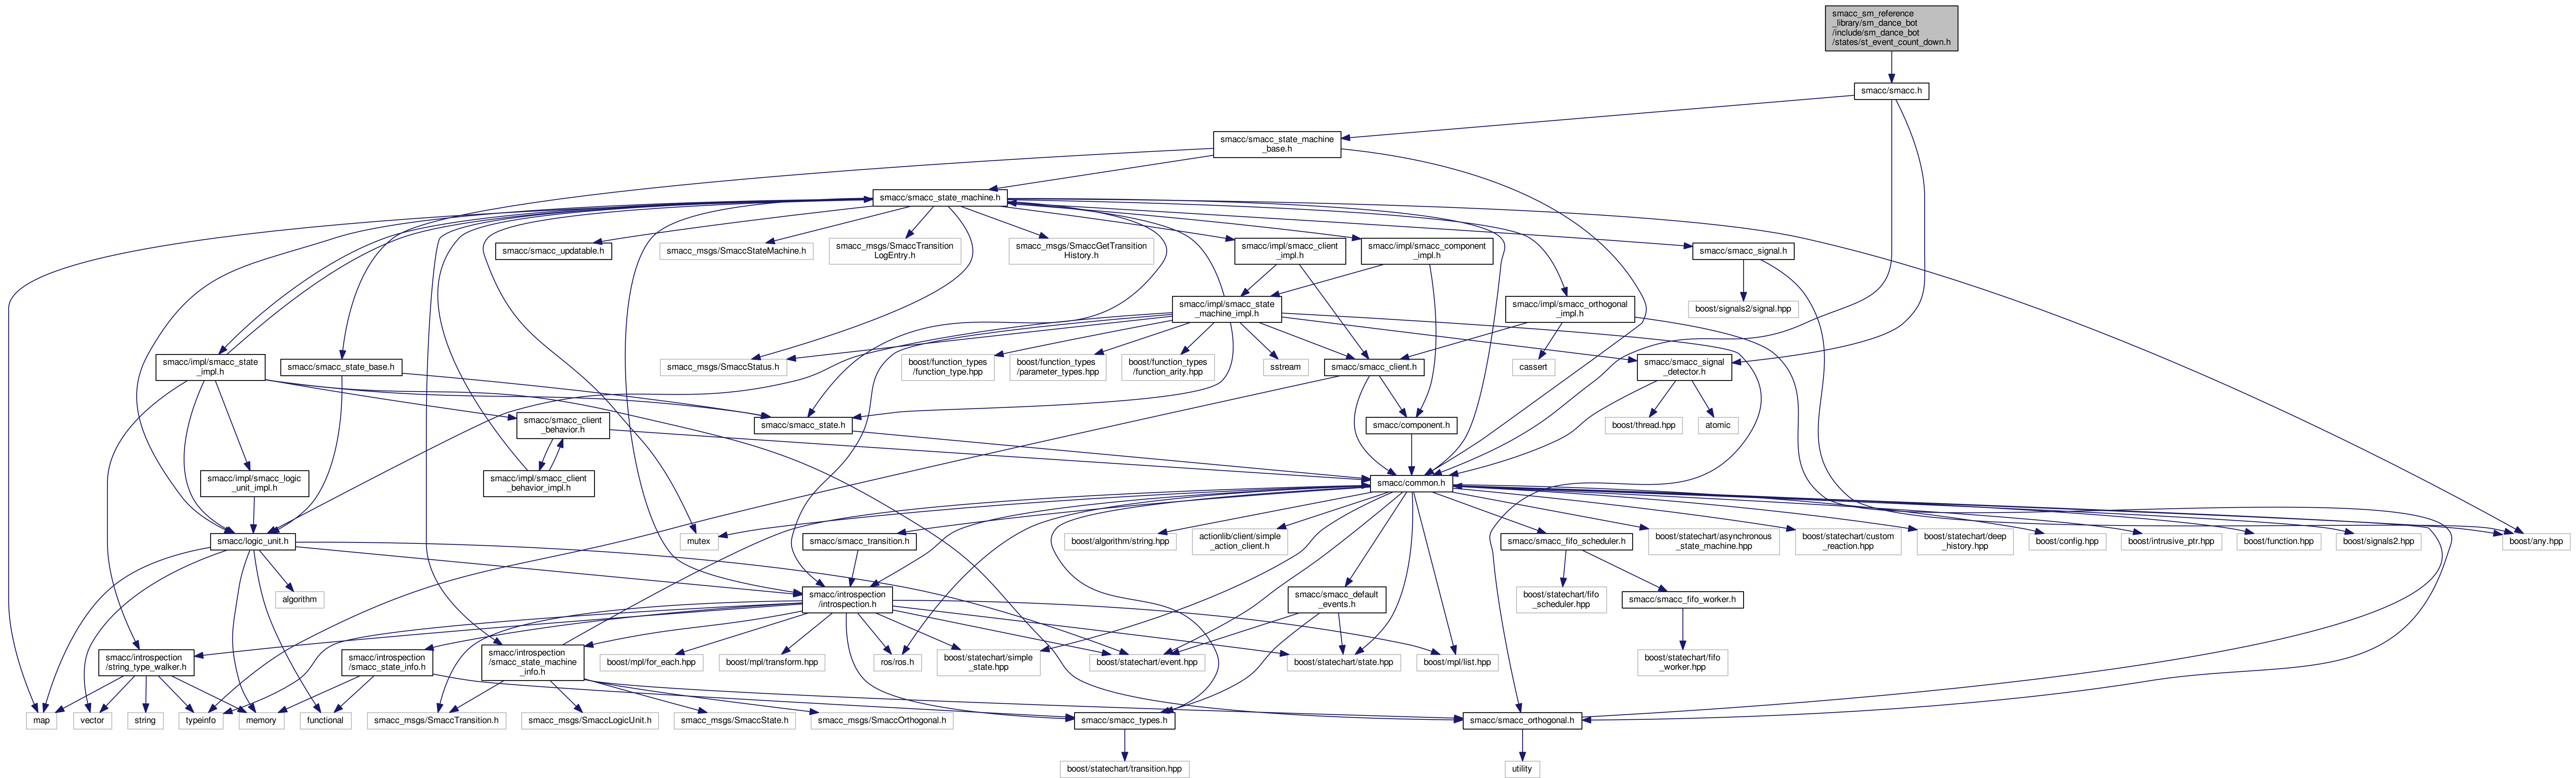 smacc_sm_reference
_library/sm_dance_bot
/include/sm_dance_bot
/states/st_event_count_down.h
smacc/smacc.h
smacc/smacc_state_machine
_base.h
smacc/smacc_state_machine.h
smacc/smacc_updatable.h
smacc_msgs/SmaccStateMachine.h
smacc_msgs/SmaccTransition
LogEntry.h
smacc_msgs/SmaccGetTransition
History.h
smacc/impl/smacc_client
_impl.h
smacc/impl/smacc_component
_impl.h
smacc/smacc_signal.h
smacc/impl/smacc_state
_machine_impl.h
smacc/impl/smacc_orthogonal
_impl.h
boost/signals2/signal.hpp
smacc/impl/smacc_state
_impl.h
smacc/smacc_state_base.h
smacc_msgs/SmaccStatus.h
boost/function_types
/function_type.hpp
boost/function_types
/parameter_types.hpp
boost/function_types
/function_arity.hpp
sstream
smacc/smacc_client.h
cassert
smacc/smacc_signal
_detector.h
smacc/smacc_client
_behavior.h
smacc/smacc_state.h
smacc/component.h
boost/thread.hpp
atomic
smacc/impl/smacc_logic
_unit_impl.h
smacc/impl/smacc_client
_behavior_impl.h
smacc/common.h
smacc/logic_unit.h
mutex
smacc/smacc_transition.h
boost/algorithm/string.hpp
actionlib/client/simple
_action_client.h
smacc/smacc_fifo_scheduler.h
boost/statechart/asynchronous
_state_machine.hpp
boost/statechart/custom
_reaction.hpp
boost/statechart/deep
_history.hpp
boost/config.hpp
boost/intrusive_ptr.hpp
boost/function.hpp
boost/signals2.hpp
boost/any.hpp
algorithm
smacc/introspection
/introspection.h
smacc/smacc_default
_events.h
boost/statechart/fifo
_scheduler.hpp
smacc/smacc_fifo_worker.h
smacc/introspection
/string_type_walker.h
smacc/introspection
/smacc_state_info.h
smacc/introspection
/smacc_state_machine
_info.h
boost/mpl/for_each.hpp
boost/mpl/transform.hpp
ros/ros.h
boost/statechart/simple
_state.hpp
boost/statechart/event.hpp
boost/statechart/state.hpp
boost/mpl/list.hpp
boost/statechart/fifo
_worker.hpp
map
vector
string
typeinfo
memory
functional
smacc_msgs/SmaccTransition.h
smacc_msgs/SmaccLogicUnit.h
smacc_msgs/SmaccState.h
smacc_msgs/SmaccOrthogonal.h
smacc/smacc_types.h
smacc/smacc_orthogonal.h
boost/statechart/transition.hpp
utility